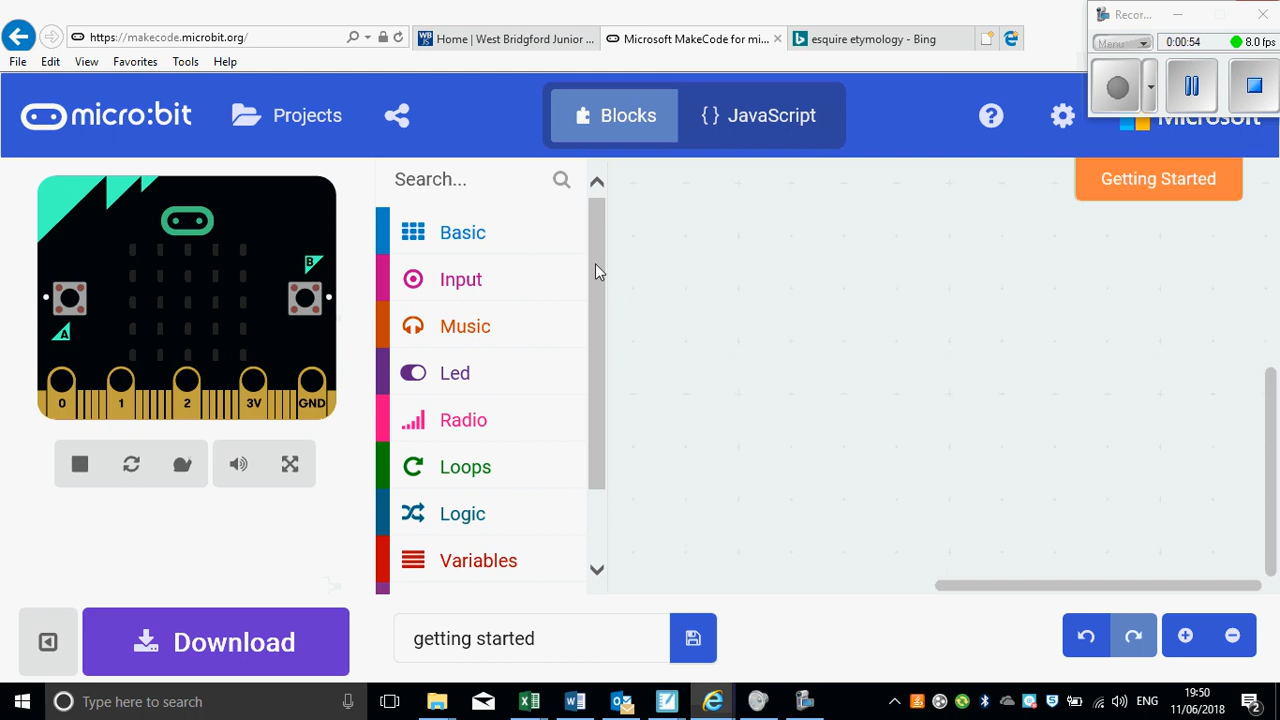 Recor...
https://makecode.microbit.org/
Home | West Bridgford Junior ...
Microsoft MakeCode for mi...
esquire etymology - Bing
Menu
0:00:54
8.0 fps
File Edit View Favorites Tools Help
micro:bit
Projects
Blocks
{} JavaScript
Microsoft
Search...
Getting Started
Basic
Input
Music
Led
Radio
Loops
Logic
Variables
A
B
0 1 2 3V GND
Download
getting started
Type here to search
ENG
19:50
11/06/2018
2